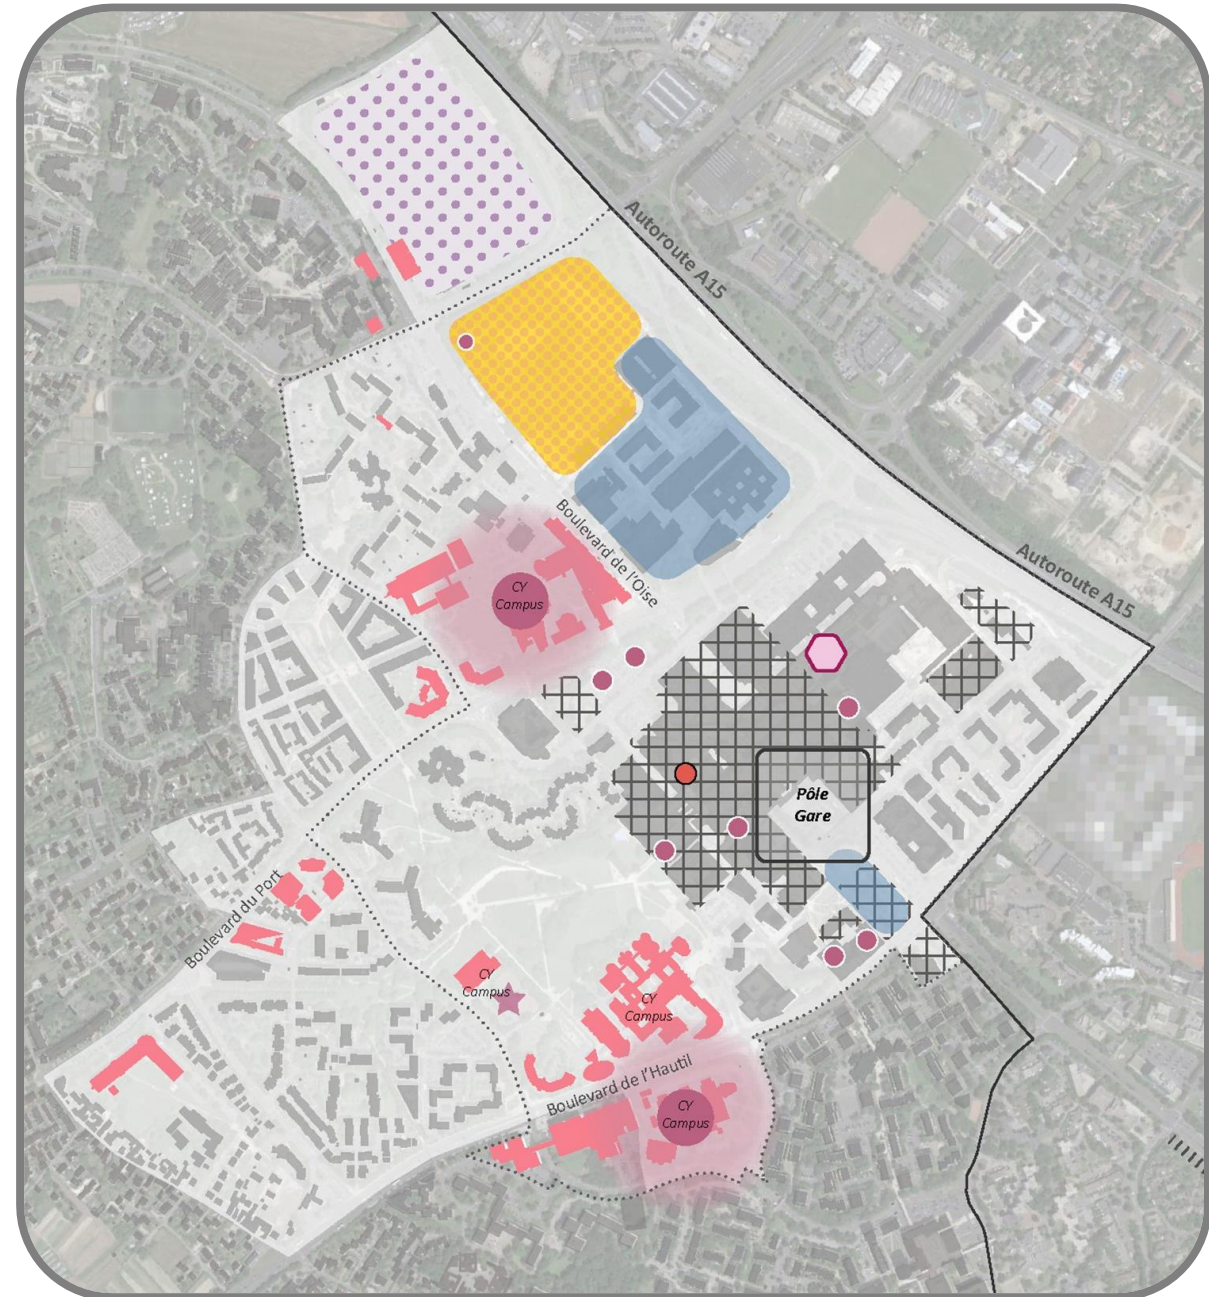 Autoroute A15
Boulevard de l'Oise
Autoroute A15
CY
Campus
Pôle
Gare
Boulevard du Port
CY
Campus
CY
Campus
Boulevard de l'Hautil
CY
Campus